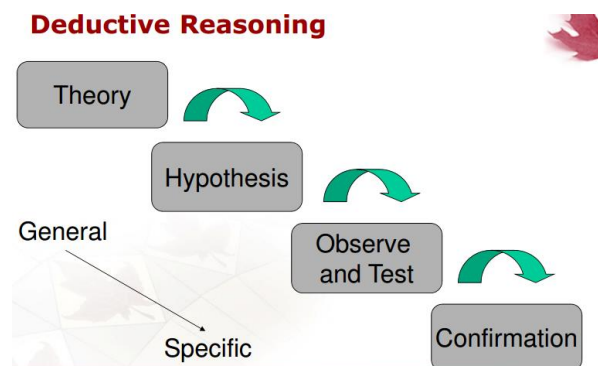 Deductive Reasoning
Theory
Hypothesis
General
Observe
and Test
Confirmation
Specific